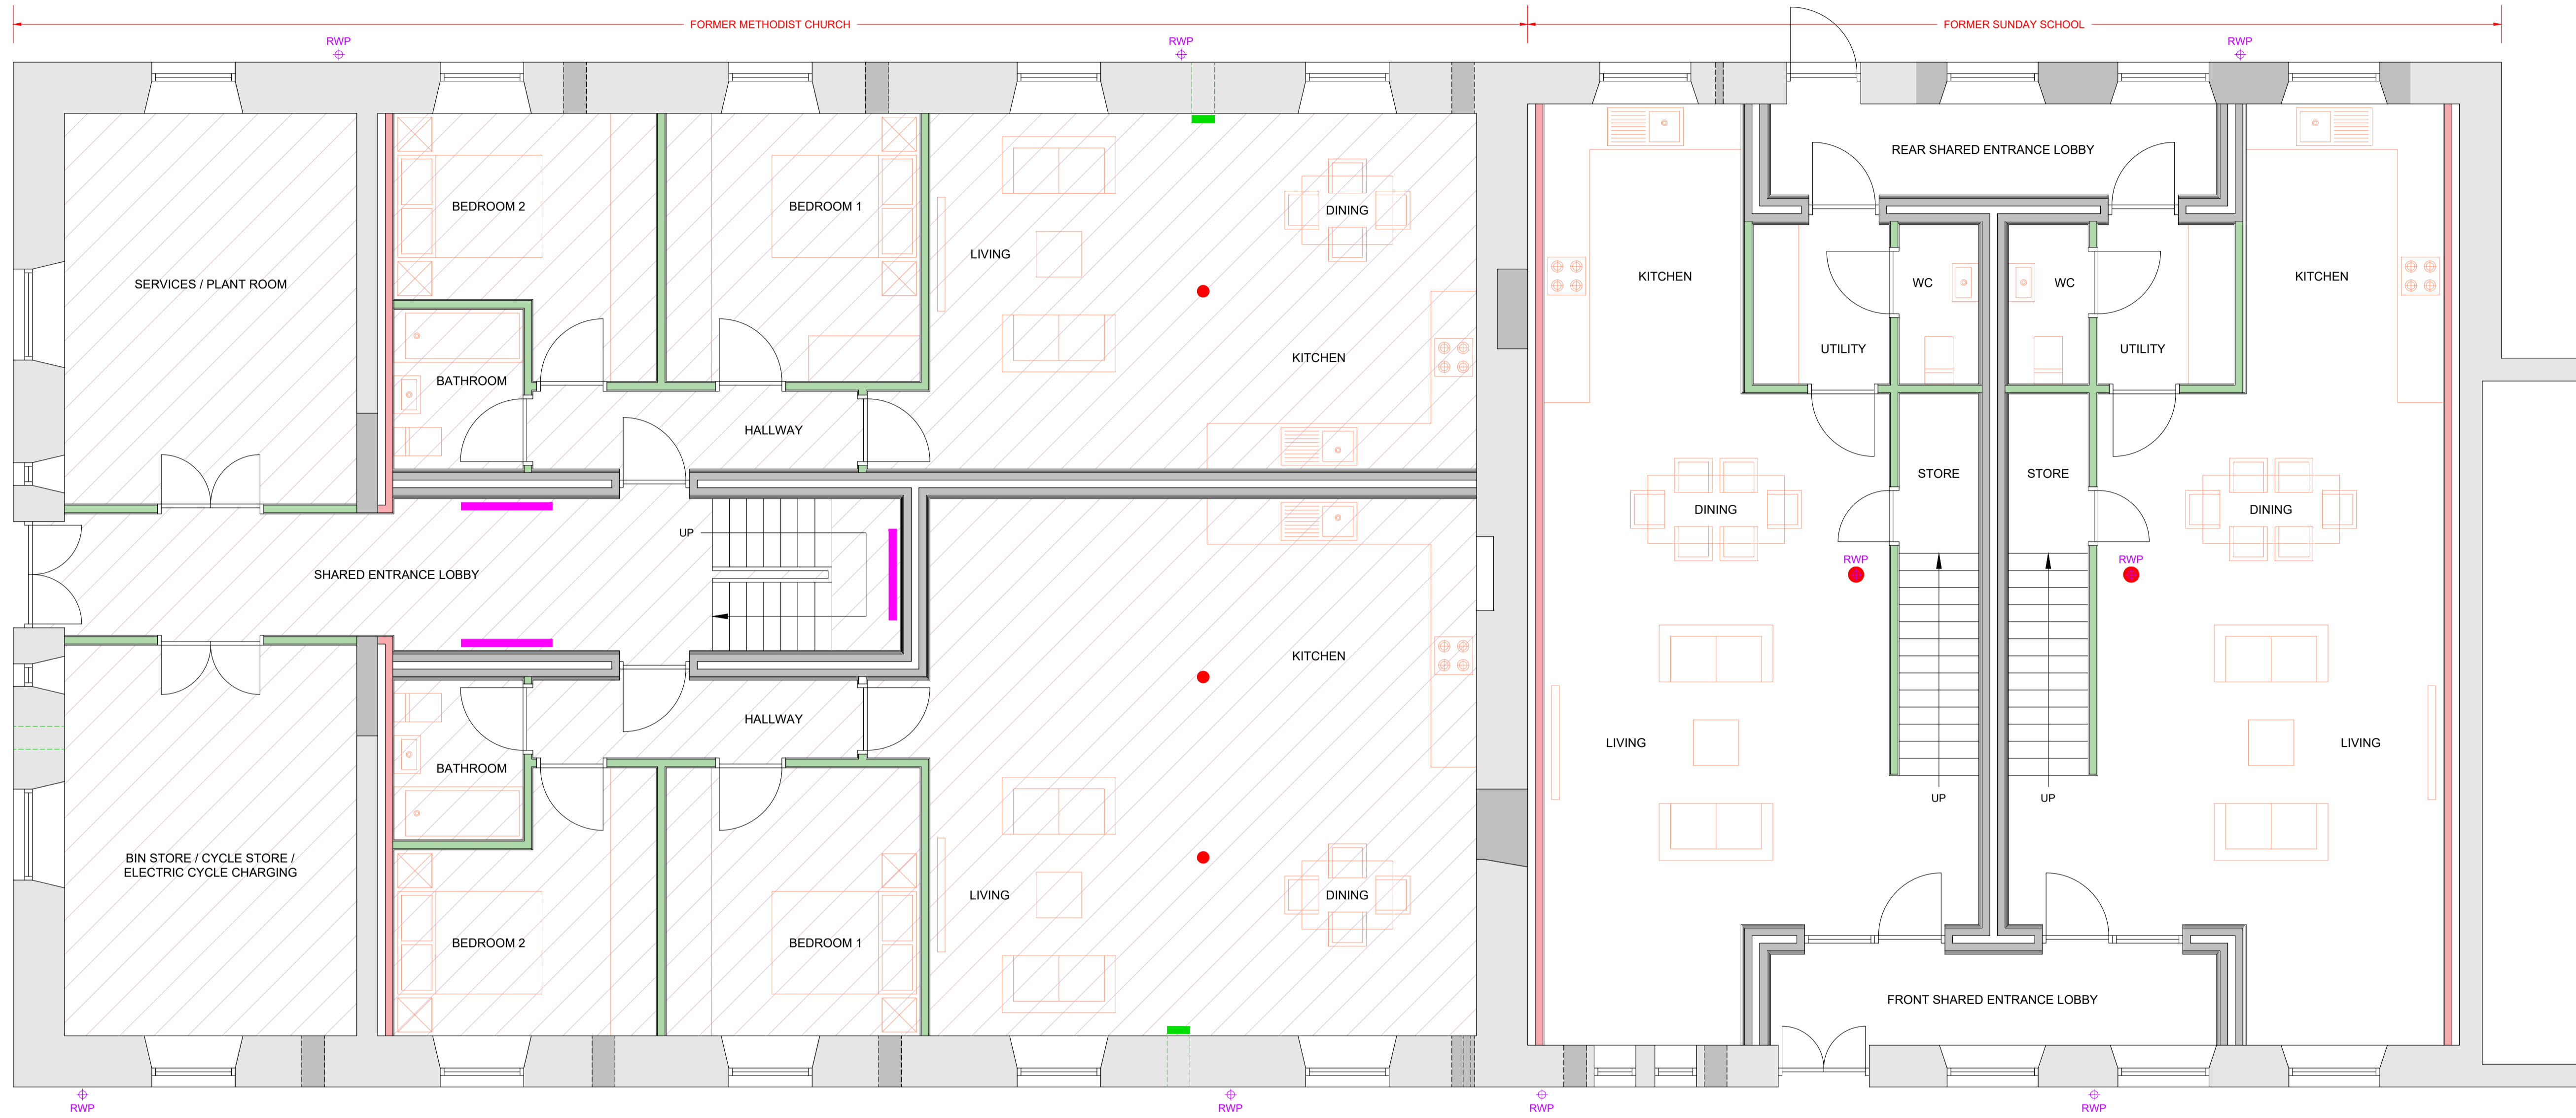 FORMER METHODIST CHURCH
FORMER SUNDAY SCHOOL
RWP
RWP
RWP
REAR SHARED ENTRANCE LOBBY
BEDROOM 2
BEDROOM 1
DINING
LIVING
KITCHEN
WC
WC
KITCHEN
SERVICES / PLANT ROOM
UTILITY
UTILITY
KITCHEN
BATHROOM
HALLWAY
STORE
STORE
DINING
DINING
UP
RWP
RWP
SHARED ENTRANCE LOBBY
KITCHEN
HALLWAY
LIVING
LIVING
BATHROOM
UP
UP
BIN STORE / CYCLE STORE /
ELECTRIC CYCLE CHARGING
LIVING
DINING
BEDROOM 2
BEDROOM 1
FRONT SHARED ENTRANCE LOBBY
RWP
RWP
RWP
RWP